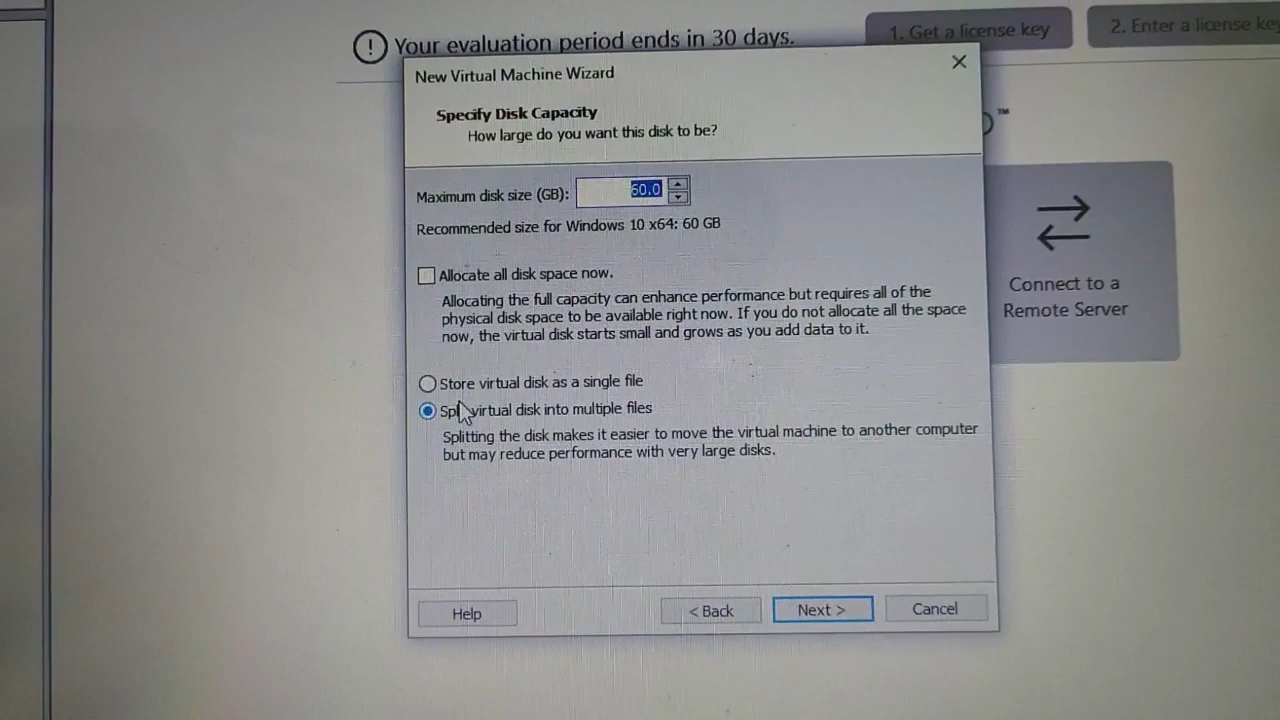 Your evaluation period ends in 30 days.
1. Get a license key
2. Enter a license key
New Virtual Machine Wizard
Specify Disk Capacity
How large do you want this disk to be?
™
Maximum disk size (GB): 60.0
Recommended size for Windows 10 x64: 60 GB
Allocate all disk space now.
Allocating the full capacity can enhance performance but requires all of the
physical disk space to be available right now. If you do not allocate all the space
now, the virtual disk starts small and grows as you add data to it.
Connect to a
Remote Server
Store virtual disk as a single file
Split virtual disk into multiple files
Splitting the disk makes it easier to move the virtual machine to another computer
but may reduce performance with very large disks.
Help
< Back
Next >
Cancel